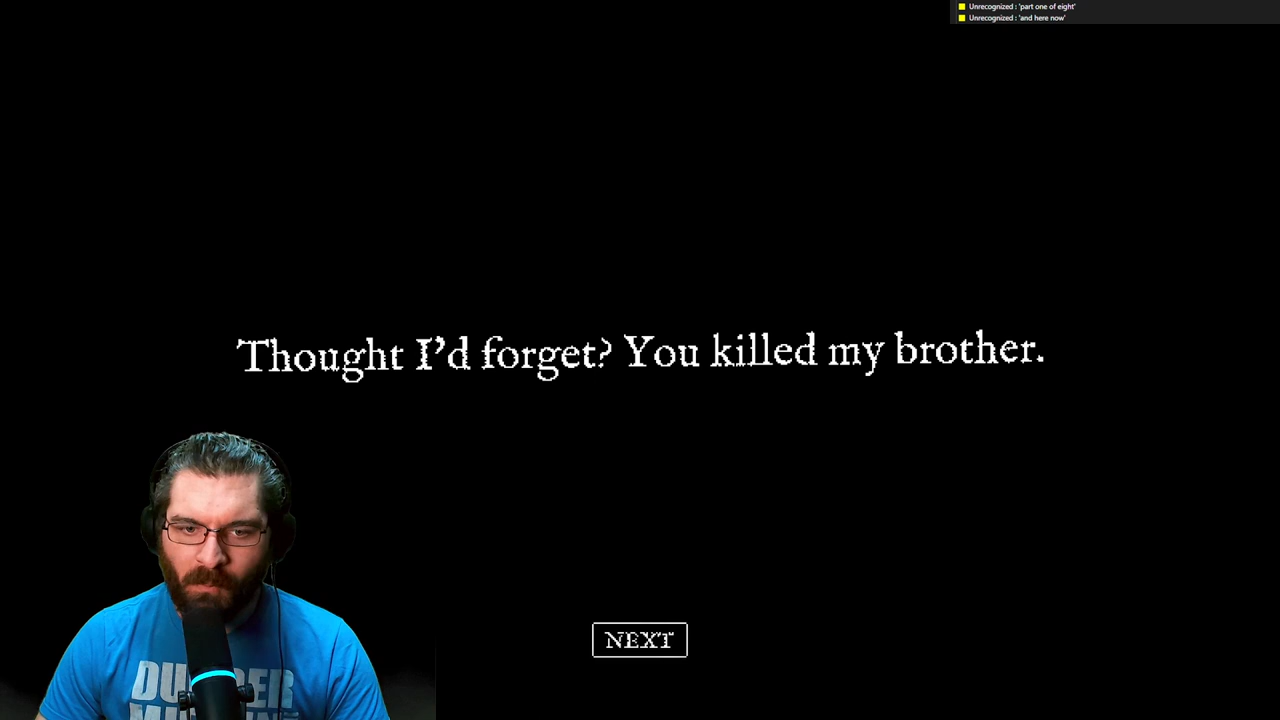 Unrecognized : 'part one of eight'
Unrecognized : 'and here now'
Thought I'd forget? You killed my brother.
NEXT